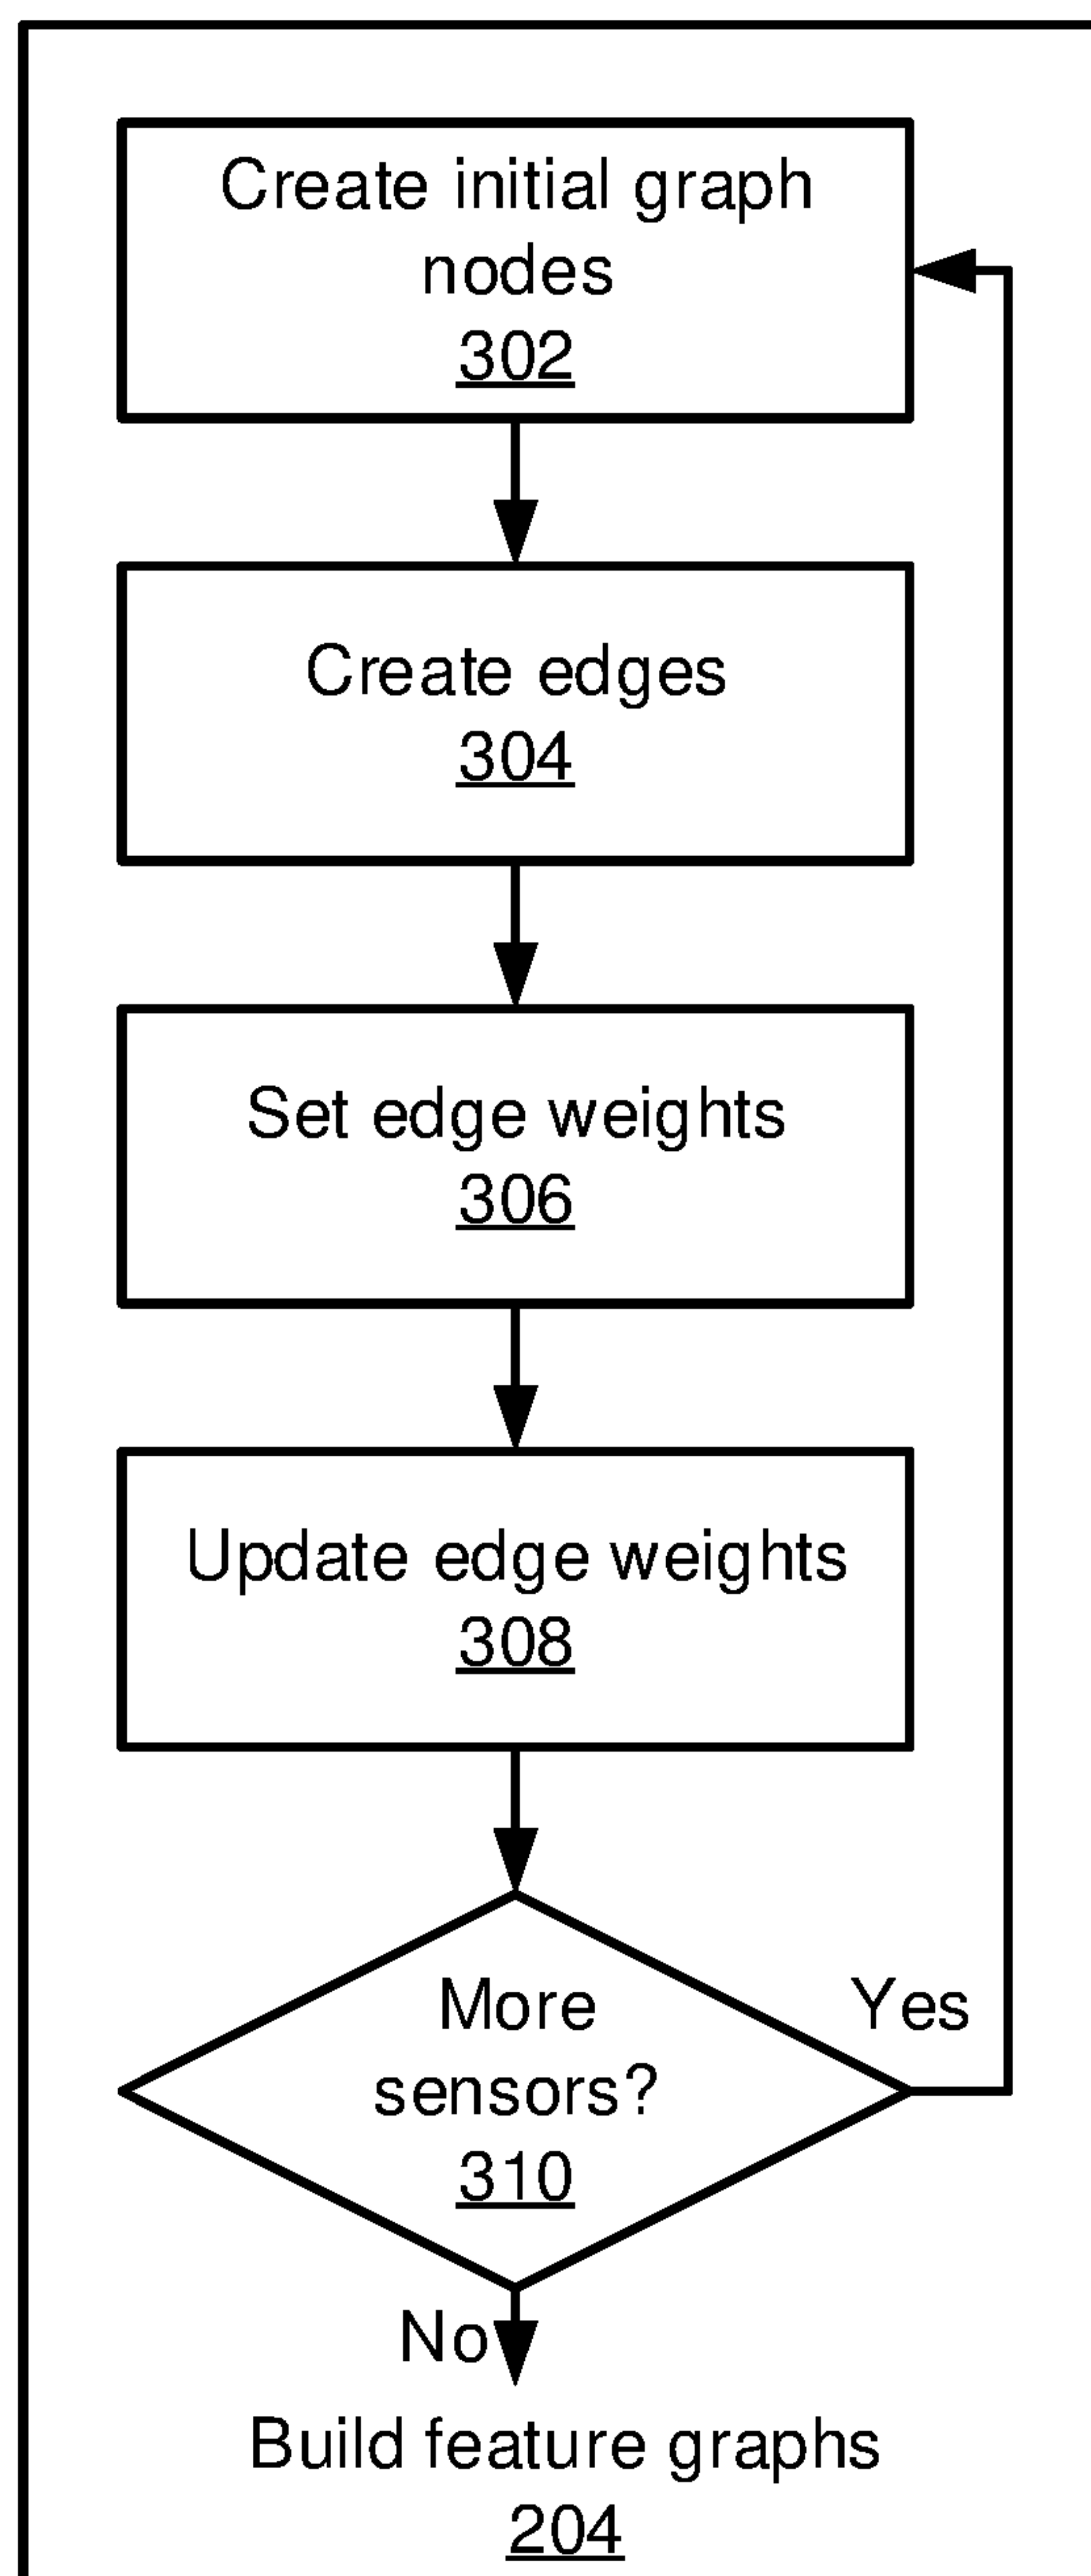 Create initial graph
nodes
302
Create edges
304
Set edge weights
306
Update edge weights
308
More
sensors?
310
Yes
No
Build feature graphs
204